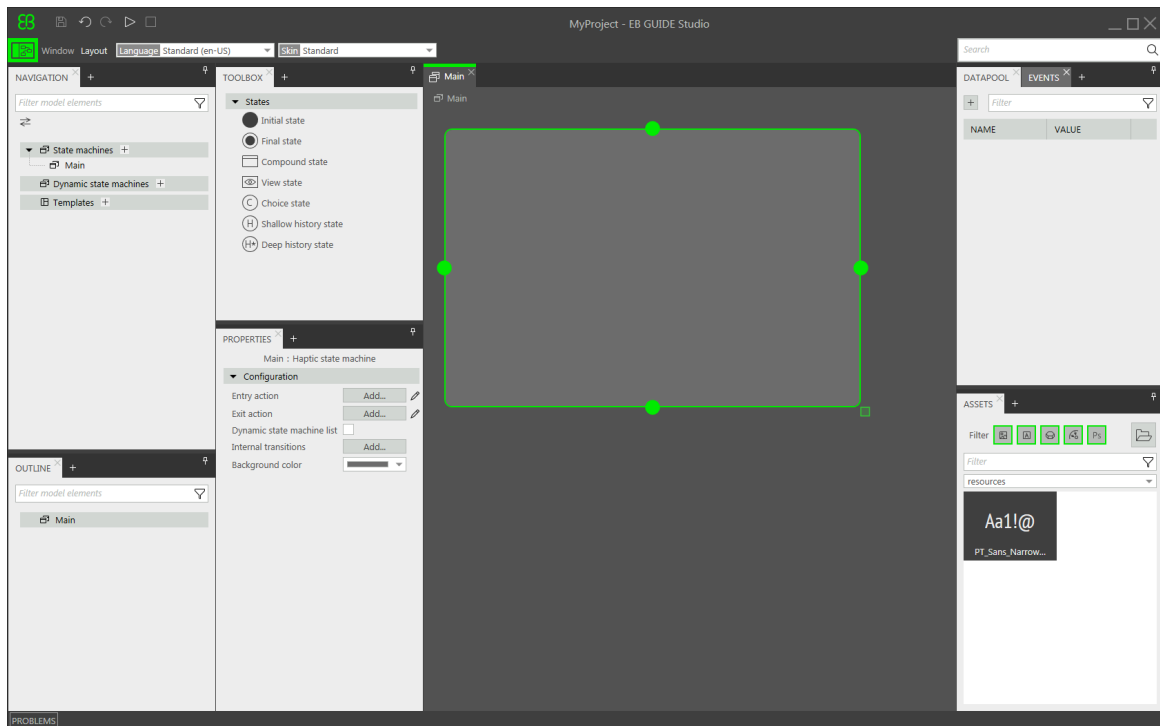 EB
MyProject - EB GUIDE Studio
Window Layout Language Standard (en-US) Skin Standard
Search
NAVIGATION
Filter model elements
State machines
Main
Dynamic state machines
Templates
OUTLINE
Filter model elements
Main
TOOLBOX
States
Initial state
Final state
Compound state
View state
C Choice state
H Shallow history state
H* Deep history state
PROPERTIES
Main : Haptic state machine
Configuration
Entry action Add...
Exit action Add...
Dynamic state machine list
Internal transitions Add...
Background color
Main
Main
DATAPOOL EVENTS
Filter
NAME VALUE
ASSETS
Filter A Ps
Filter
resources
Aa1!@
PT_Sans_Narrow...
PROBLEMS